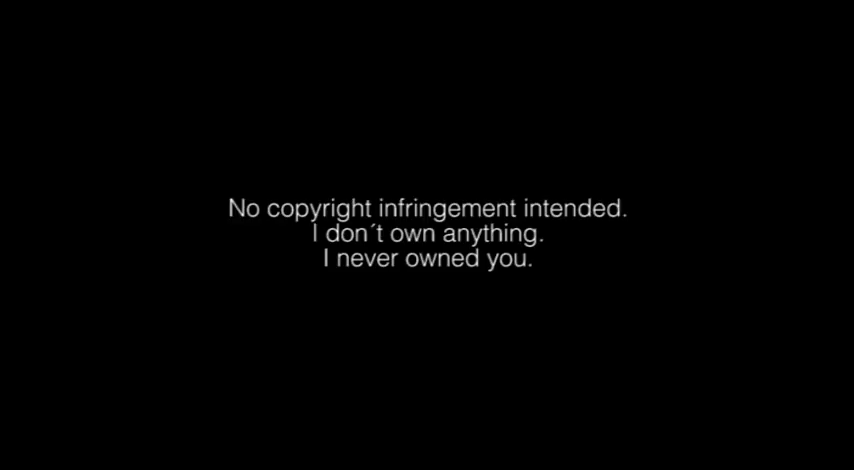 No copyright infringement intended.
I don´t own anything.
I never owned you.